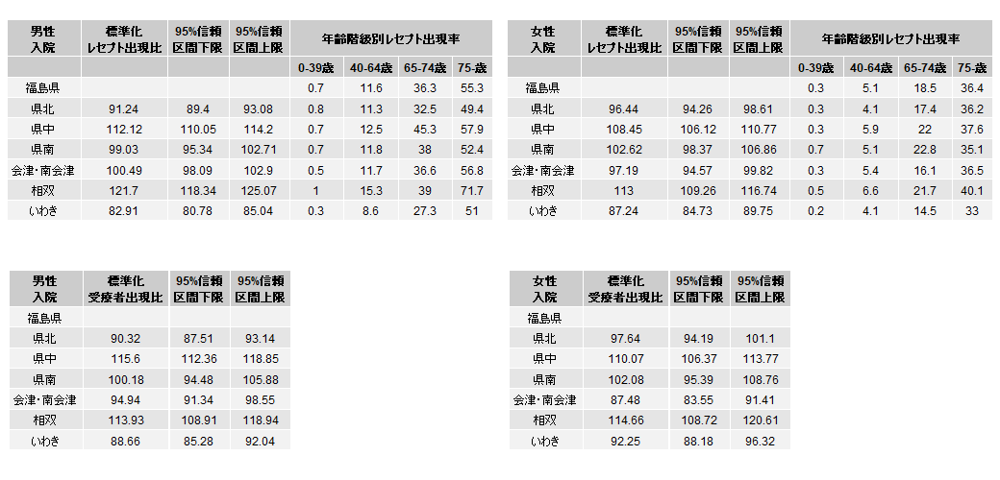 男性 標準化 95%信頼 95%信頼 年齢階級別レセプト出現率
入院 レセプト出現比 区間下限 区間上限
0-39歳 40-64歳 65-74歳 75-歳
福島県 0.7 11.6 36.3 55.3
県北 91.24 89.4 93.08 0.8 11.3 32.5 49.4
県中 112.12 110.05 114.2 0.7 12.5 45.3 57.9
県南 99.03 95.34 102.71 0.7 11.8 38 52.4
会津・南会津 100.49 98.09 102.9 0.5 11.7 36.6 56.8
相双 121.7 118.34 125.07 1 15.3 39 71.7
いわき 82.91 80.78 85.04 0.3 8.6 27.3 51
女性 標準化 95%信頼 95%信頼 年齢階級別レセプト出現率
入院 レセプト出現比 区間下限 区間上限
0-39歳 40-64歳 65-74歳 75-歳
福島県 0.3 5.1 18.5 36.4
県北 96.44 94.26 98.61 0.3 4.1 17.4 36.2
県中 108.45 106.12 110.77 0.3 5.9 22 37.6
県南 102.62 98.37 106.86 0.7 5.1 22.8 35.1
会津・南会津 97.19 94.57 99.82 0.3 5.4 16.1 36.5
相双 113 109.26 116.74 0.5 6.6 21.7 40.1
いわき 87.24 84.73 89.75 0.2 4.1 14.5 33
男性 標準化 95%信頼 95%信頼
入院 受療者出現比 区間下限 区間上限
福島県
県北 90.32 87.51 93.14
県中 115.6 112.36 118.85
県南 100.18 94.48 105.88
会津・南会津 94.94 91.34 98.55
相双 113.93 108.91 118.94
いわき 88.66 85.28 92.04
女性 標準化 95%信頼 95%信頼
入院 受療者出現比 区間下限 区間上限
福島県
県北 97.64 94.19 101.1
県中 110.07 106.37 113.77
県南 102.08 95.39 108.76
会津・南会津 87.48 83.55 91.41
相双 114.66 108.72 120.61
いわき 92.25 88.18 96.32